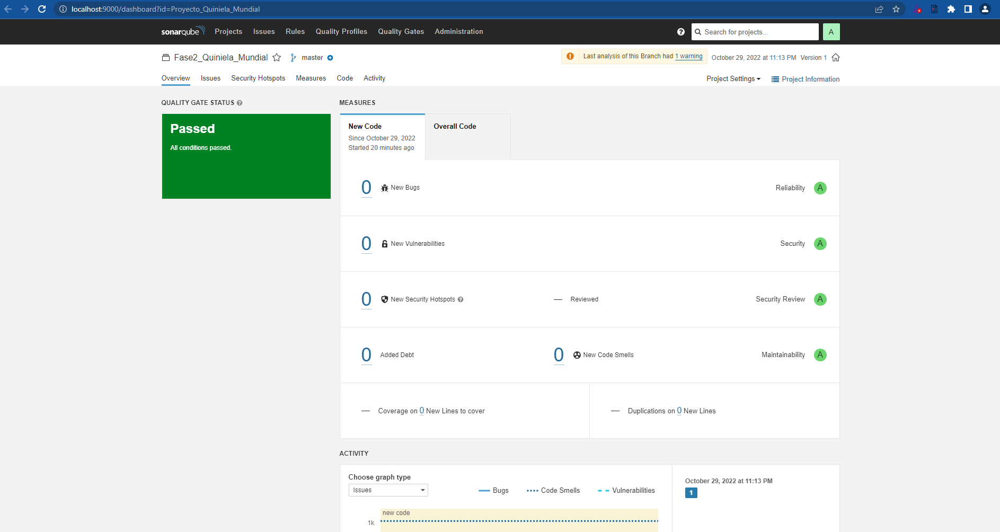 localhost:9000/dashboard?id=Proyecto_Quiniela_Mundial
sonarqube Projects Issues Rules Quality Profiles Quality Gates Administration Search for projects... A
Fase2_Quiniela_Mundial master Last analysis of this Branch had 1 warning October 29, 2022 at 11:13 PM Version 1
Overview Issues Security Hotspots Measures Code Activity Project Settings Project Information
QUALITY GATE STATUS
Passed
All conditions passed.
MEASURES
New Code
Since October 29, 2022
Started 20 minutes ago
Overall Code
0 New Bugs Reliability A
0 New Vulnerabilities Security A
0 New Security Hotspots — Reviewed Security Review A
0 Added Debt 0 New Code Smells Maintainability A
— Coverage on 0 New Lines to cover — Duplications on 0 New Lines
ACTIVITY
Choose graph type
Issues Bugs Code Smells Vulnerabilities
new code
1k
October 29, 2022 at 11:13 PM
1